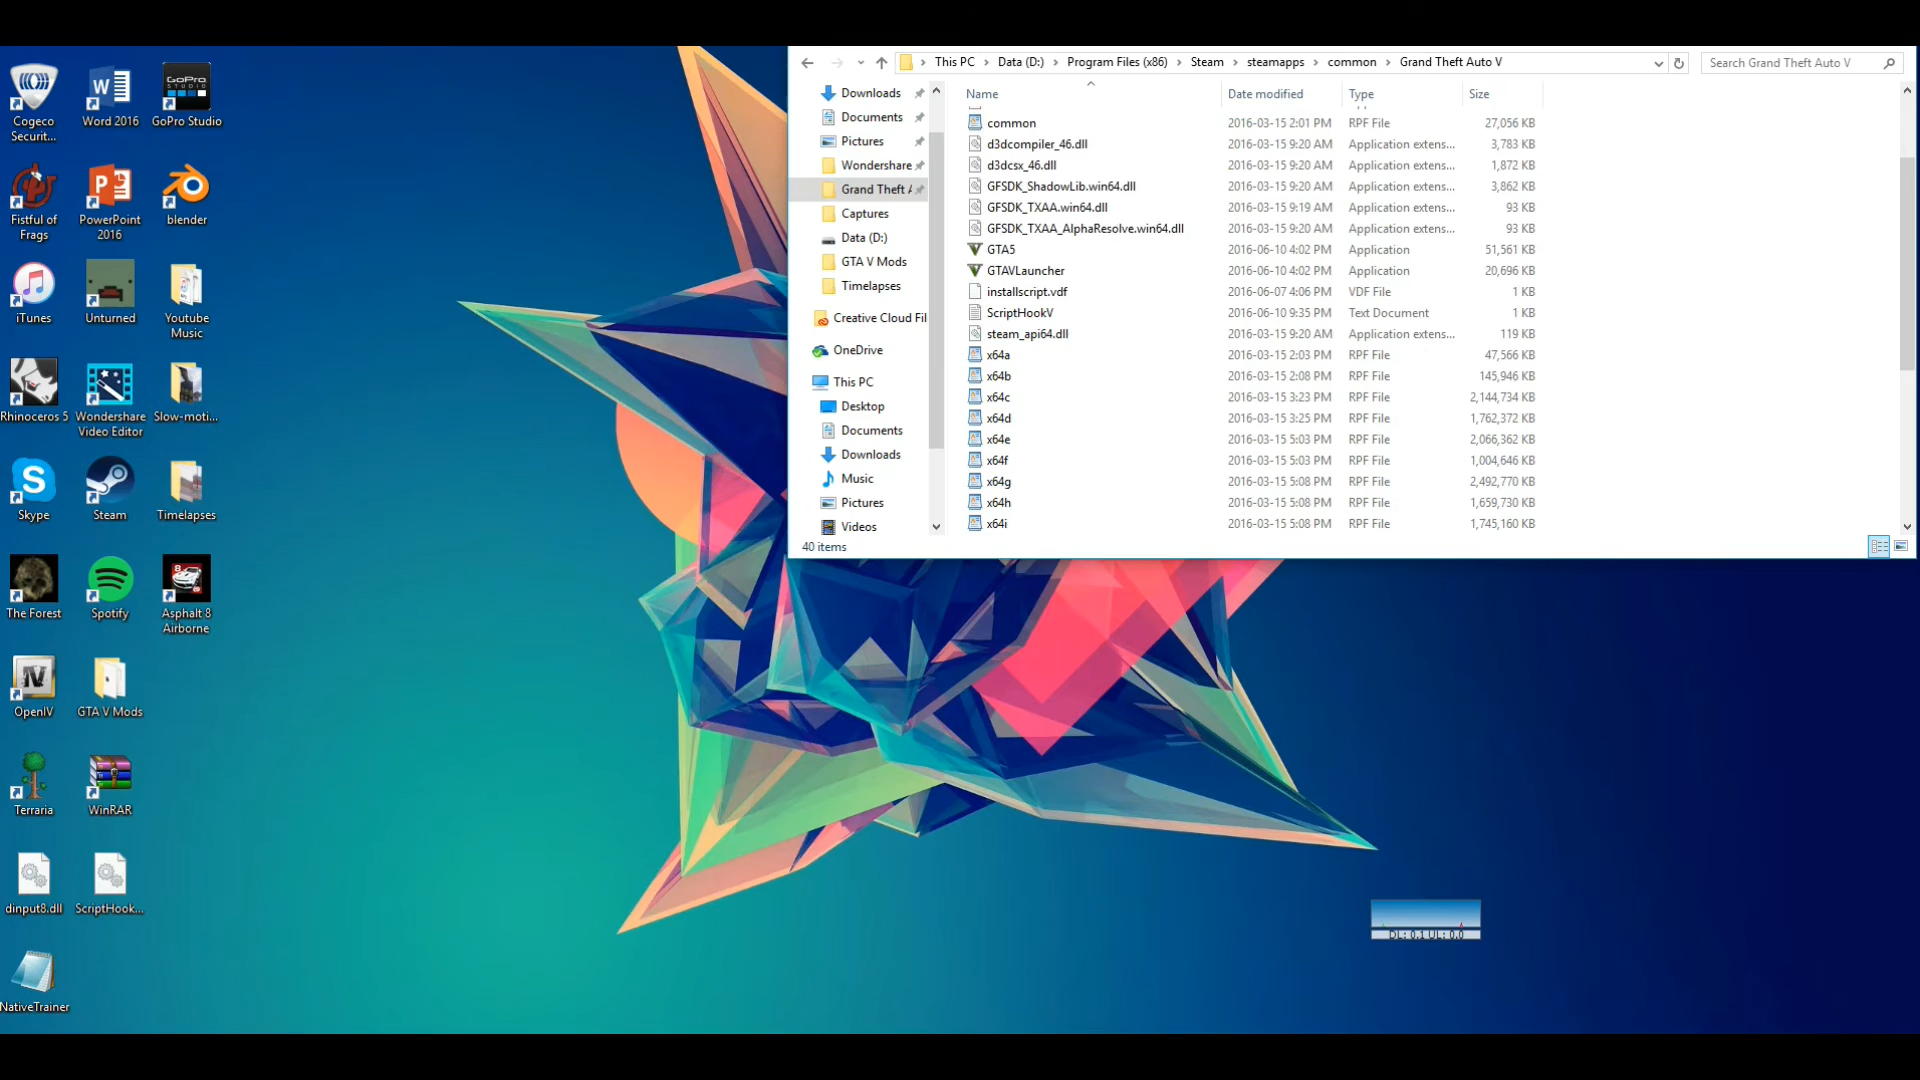 Cogeco
Securit...
Word 2016
GoPro
STUDIO
GoPro Studio
Fistful of
Frags
PowerPoint
2016
blender
iTunes
Unturned
Youtube
Music
Rhinoceros 5
Wondershare
Video Editor
Slow-moti...
Skype
Steam
Timelapses
The Forest
Spotify
Asphalt 8
Airborne
OpenIV
GTA V Mods
Terraria
WinRAR
dinput8.dll
ScriptHook...
NativeTrainer
This PC > Data (D:) > Program Files (x86) > Steam > steamapps > common > Grand Theft Auto V
Search Grand Theft Auto V
Downloads
Documents
Pictures
Wondershare
Grand Theft A
Captures
Data (D:)
GTA V Mods
Timelapses
Creative Cloud Fil
OneDrive
This PC
Desktop
Documents
Downloads
Music
Pictures
Videos
Name Date modified Type Size
common 2016-03-15 2:01 PM RPF File 27,056 KB
d3dcompiler_46.dll 2016-03-15 9:20 AM Application extens... 3,783 KB
d3dcsx_46.dll 2016-03-15 9:20 AM Application extens... 1,872 KB
GFSDK_ShadowLib.win64.dll 2016-03-15 9:20 AM Application extens... 3,862 KB
GFSDK_TXAA.win64.dll 2016-03-15 9:19 AM Application extens... 93 KB
GFSDK_TXAA_AlphaResolve.win64.dll 2016-03-15 9:20 AM Application extens... 93 KB
GTA5 2016-06-10 4:02 PM Application 51,561 KB
GTAVLauncher 2016-06-10 4:02 PM Application 20,696 KB
installscript.vdf 2016-06-07 4:06 PM VDF File 1 KB
ScriptHookV 2016-06-10 9:35 PM Text Document 1 KB
steam_api64.dll 2016-03-15 9:20 AM Application extens... 119 KB
x64a 2016-03-15 2:03 PM RPF File 47,566 KB
x64b 2016-03-15 2:08 PM RPF File 145,946 KB
x64c 2016-03-15 3:23 PM RPF File 2,144,734 KB
x64d 2016-03-15 3:25 PM RPF File 1,762,372 KB
x64e 2016-03-15 5:03 PM RPF File 2,066,362 KB
x64f 2016-03-15 5:03 PM RPF File 1,004,646 KB
x64g 2016-03-15 5:08 PM RPF File 2,492,770 KB
x64h 2016-03-15 5:08 PM RPF File 1,659,730 KB
x64i 2016-03-15 5:08 PM RPF File 1,745,160 KB
40 items
DL: 0.1 UL: 0.0